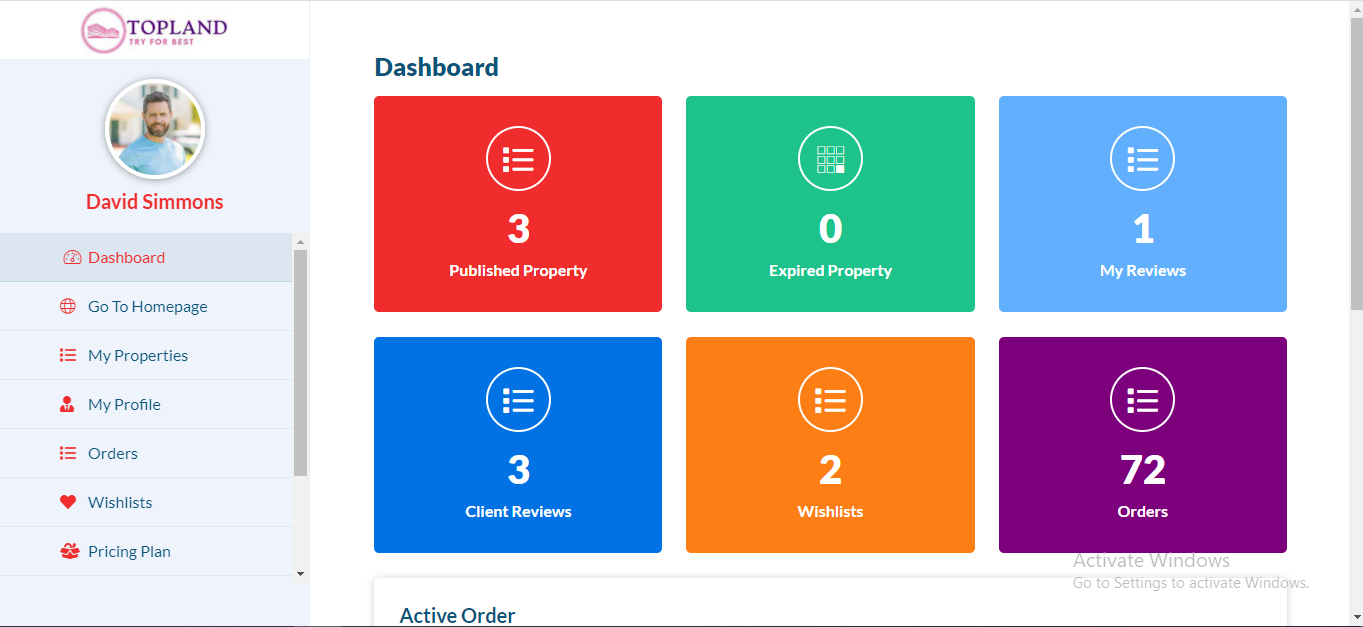 TOPLAND
TRY FOR BEST
David Simmons
Dashboard
Go To Homepage
My Properties
My Profile
Orders
Wishlists
Pricing Plan
Dashboard
3
Published Property
0
Expired Property
1
My Reviews
3
Client Reviews
2
Wishlists
72
Orders
Active Order
Activate Windows
Go to Settings to activate Windows.